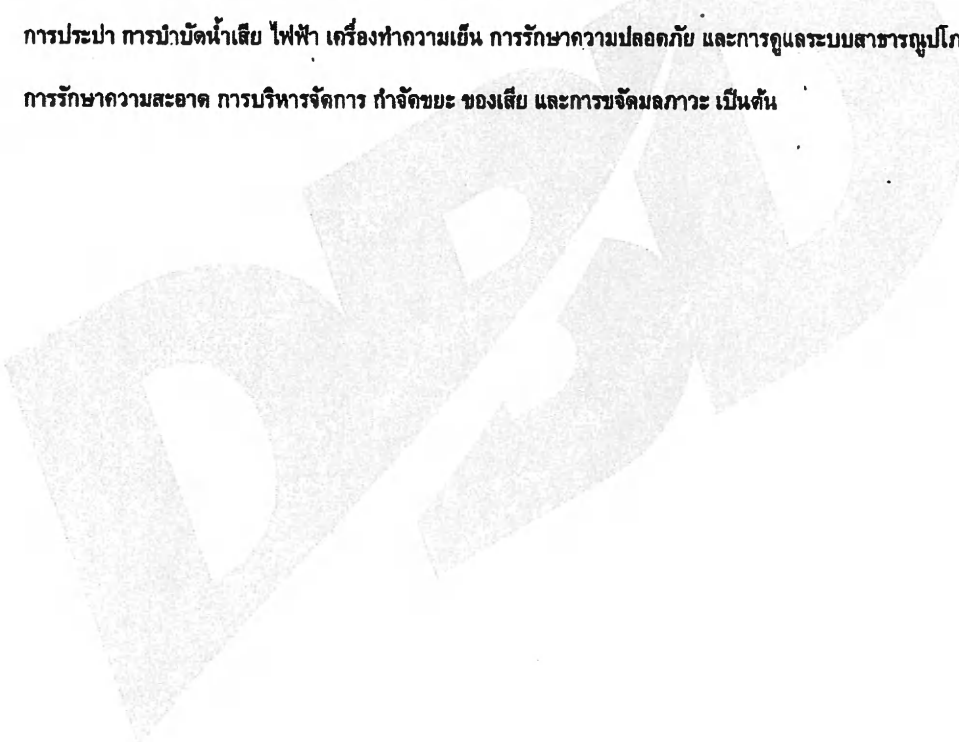 การประปา การบำบัดน้ำเสีย ไฟฟ้า เครื่องทำความเย็น การรักษาความปลอดภัย และการดูแลระบบสาธารณูปโภ
การรักษาความสะอาด การบริหารจัดการ กำจัดขยะ ของเสีย และการขจัดมลภาวะ เป็นต้น
DBD